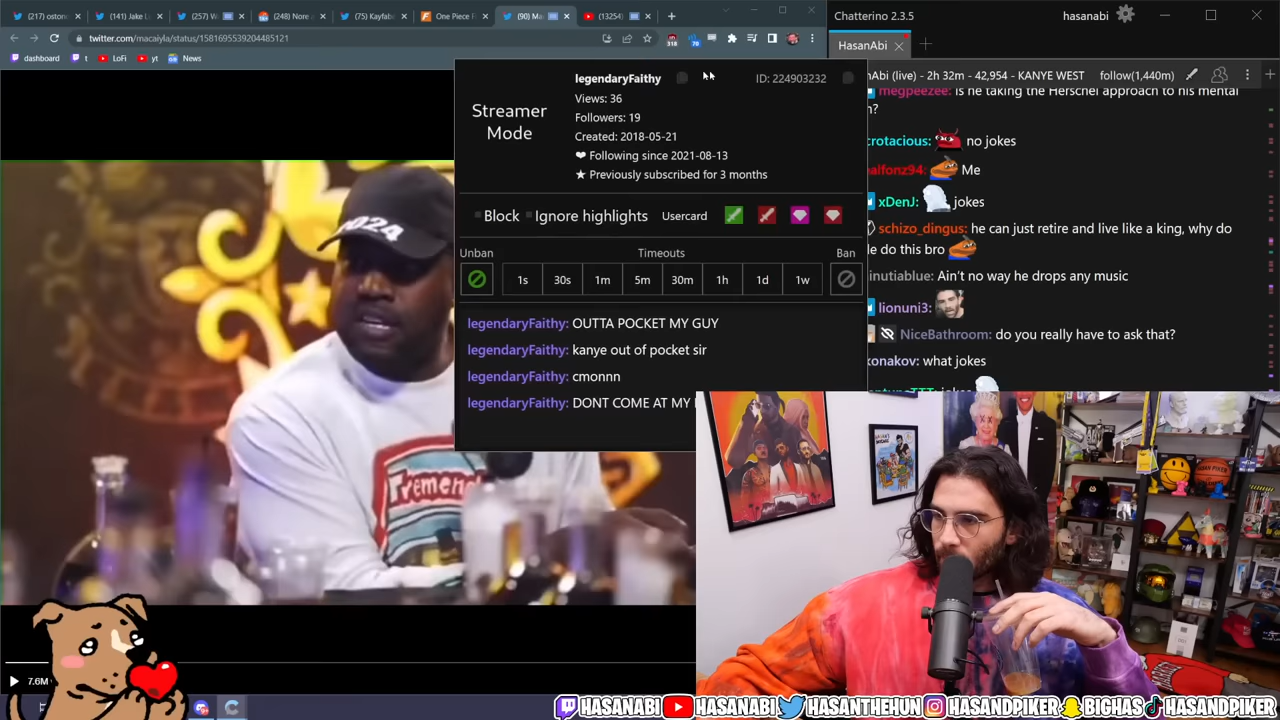 (217) oston
(141) Jake
(257) W
(248) Nore
(75) Kayfab
One Piece
(90) Ma
(13254)
twitter.com/macaiyla/status/1581695539204485121
dashboard
t
LoFi
yt
News
Chatterino 2.3.5
hasanabi
HasanAbi
nAbi (live) - 2h 32m - 42,954 - KANYE WEST
follow(1,440m)
Streamer
Mode
legendaryFaithy
ID: 224903232
Views: 36
Followers: 19
Created: 2018-05-21
❤ Following since 2021-08-13
★ Previously subscribed for 3 months
Block
Ignore highlights
Usercard
Unban
Timeouts
Ban
1s
30s
1m
5m
30m
1h
1d
1w
legendaryFaithy: OUTTA POCKET MY GUY
legendaryFaithy: kanye out of pocket sir
legendaryFaithy: cmonnn
legendaryFaithy: DONT COME AT MY
megpeezee: is he taking the Herschel approach to his mental
?
crotacious: no jokes
alfonz94: Me
xDenJ: jokes
schizo_dingus: he can just retire and live like a king, why do
le do this bro
inutiablue: Ain't no way he drops any music
lionuni3:
NiceBathroom: do you really have to ask that?
konakov: what jokes
2024
Tremend
7.6M
HASANABI
HASANABI
HASANTHEHUN
HASANDPIKER
BIGHAS
HASANDPIKER